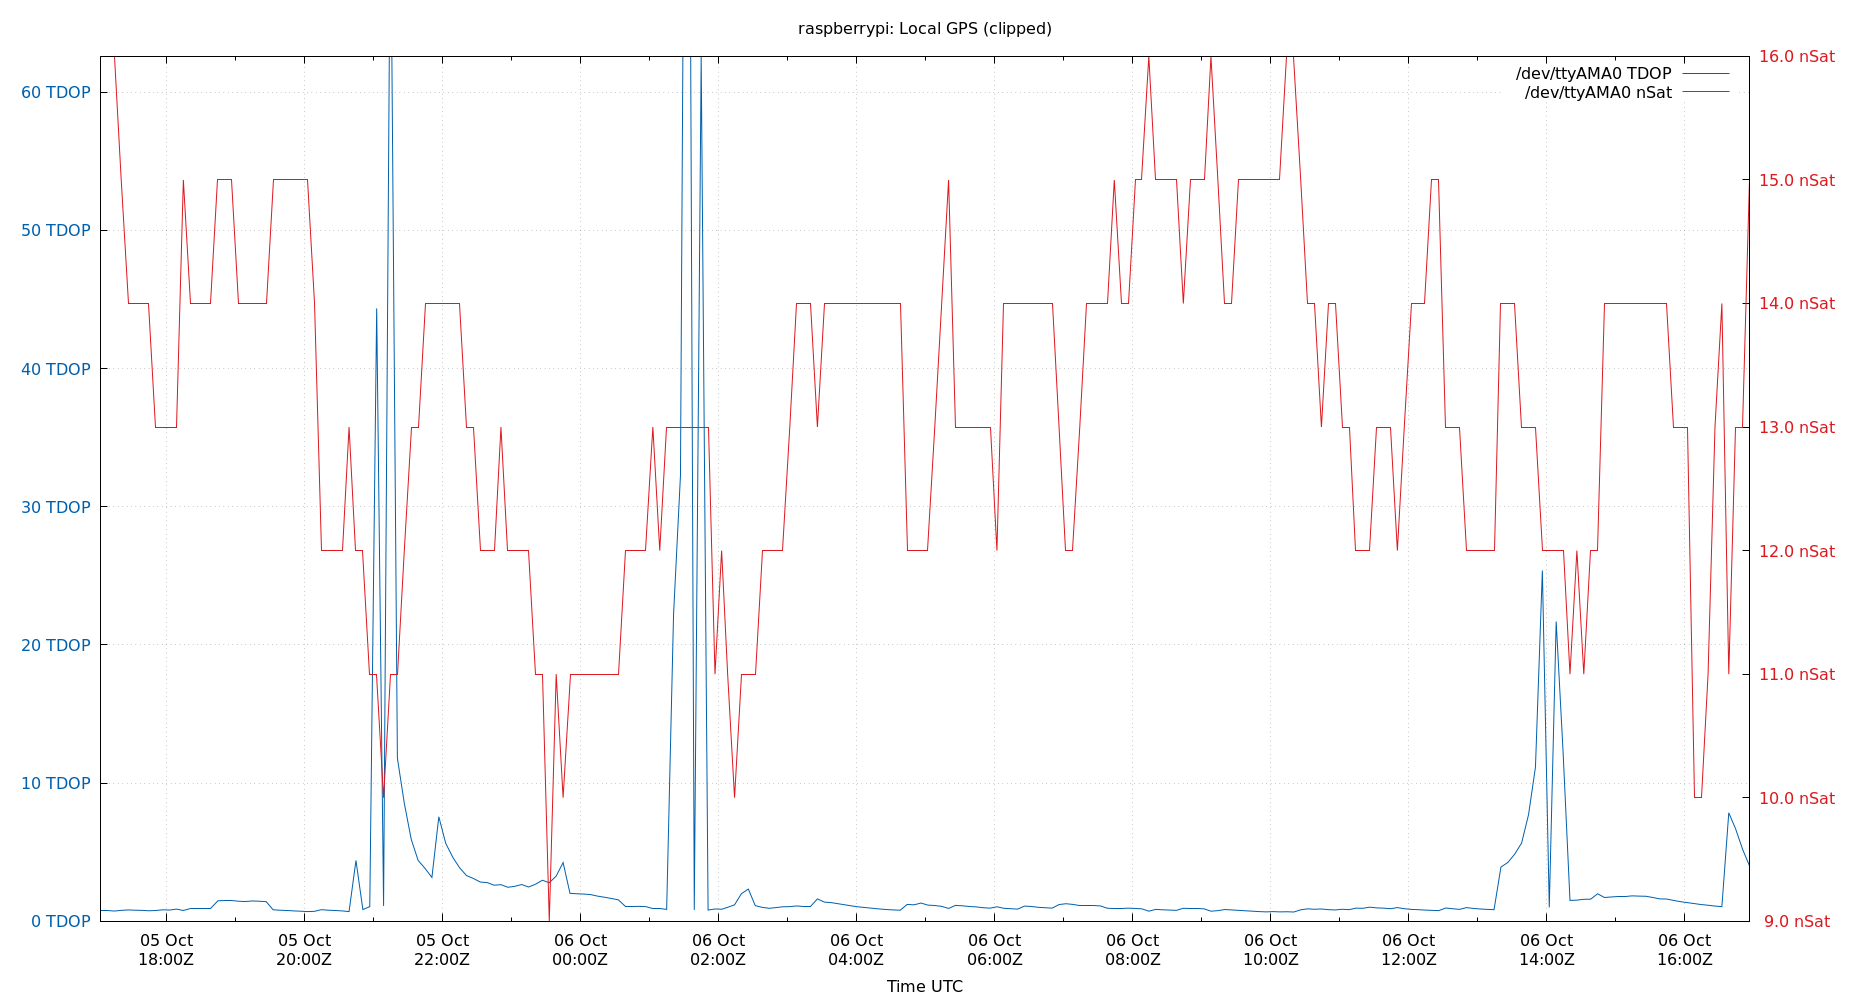 raspberrypi: Local GPS (clipped)
/dev/ttyAMA0 TDOP
/dev/ttyAMA0 nSat
60 TDOP
50 TDOP
40 TDOP
30 TDOP
20 TDOP
10 TDOP
0 TDOP
16.0 nSat
15.0 nSat
14.0 nSat
13.0 nSat
12.0 nSat
11.0 nSat
10.0 nSat
9.0 nSat
05 Oct
18:00Z
05 Oct
20:00Z
05 Oct
22:00Z
06 Oct
00:00Z
06 Oct
02:00Z
06 Oct
04:00Z
06 Oct
06:00Z
06 Oct
08:00Z
06 Oct
10:00Z
06 Oct
12:00Z
06 Oct
14:00Z
06 Oct
16:00Z
Time UTC